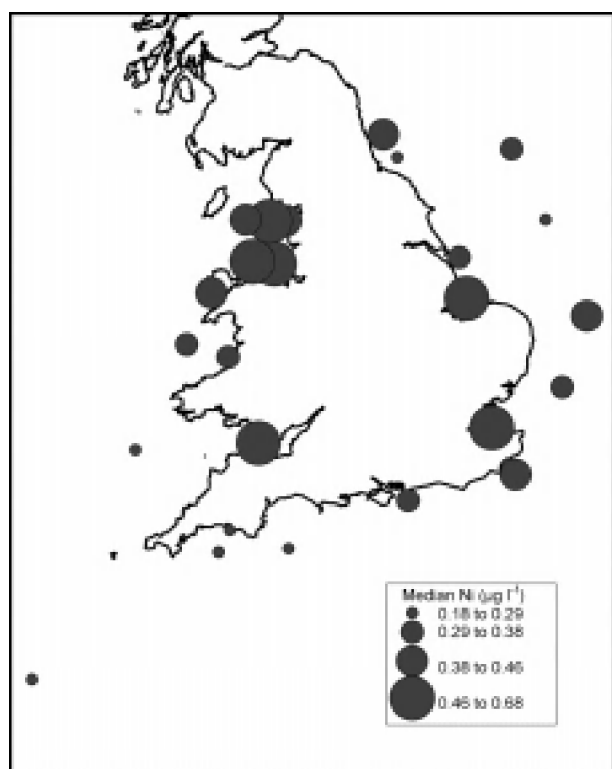 Median Ni (µg l⁻¹)
0.18 to 0.29
0.29 to 0.38
0.38 to 0.46
0.46 to 0.68